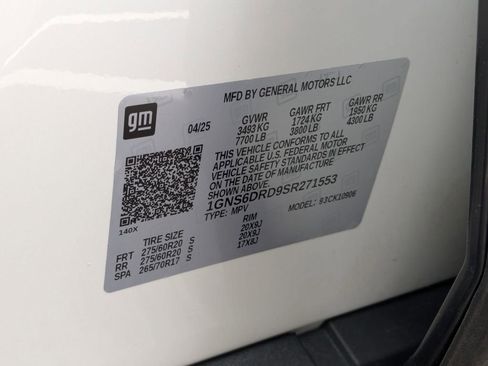 gm
MFD BY GENERAL MOTORS LLC
04/25 GVWR GAWR FRT GAWR RR
3493 KG 1724 KG 1950 KG
7700 LB 3800 LB 4300 LB
THIS VEHICLE CONFORMS TO ALL
APPLICABLE U.S. FEDERAL MOTOR
VEHICLE SAFETY STANDARDS IN
EFFECT ON THE DATE OF MANUFACTURE
SHOWN ABOVE
1GNS6DRD9SR271553
TYPE: MPV MODEL: 93CK10906
140X
TIRE SIZE RIM
FRT 275/60R20 S 20X9J
RR 275/60R20 S 20X9J
SPA 265/70R17 S 17X8J